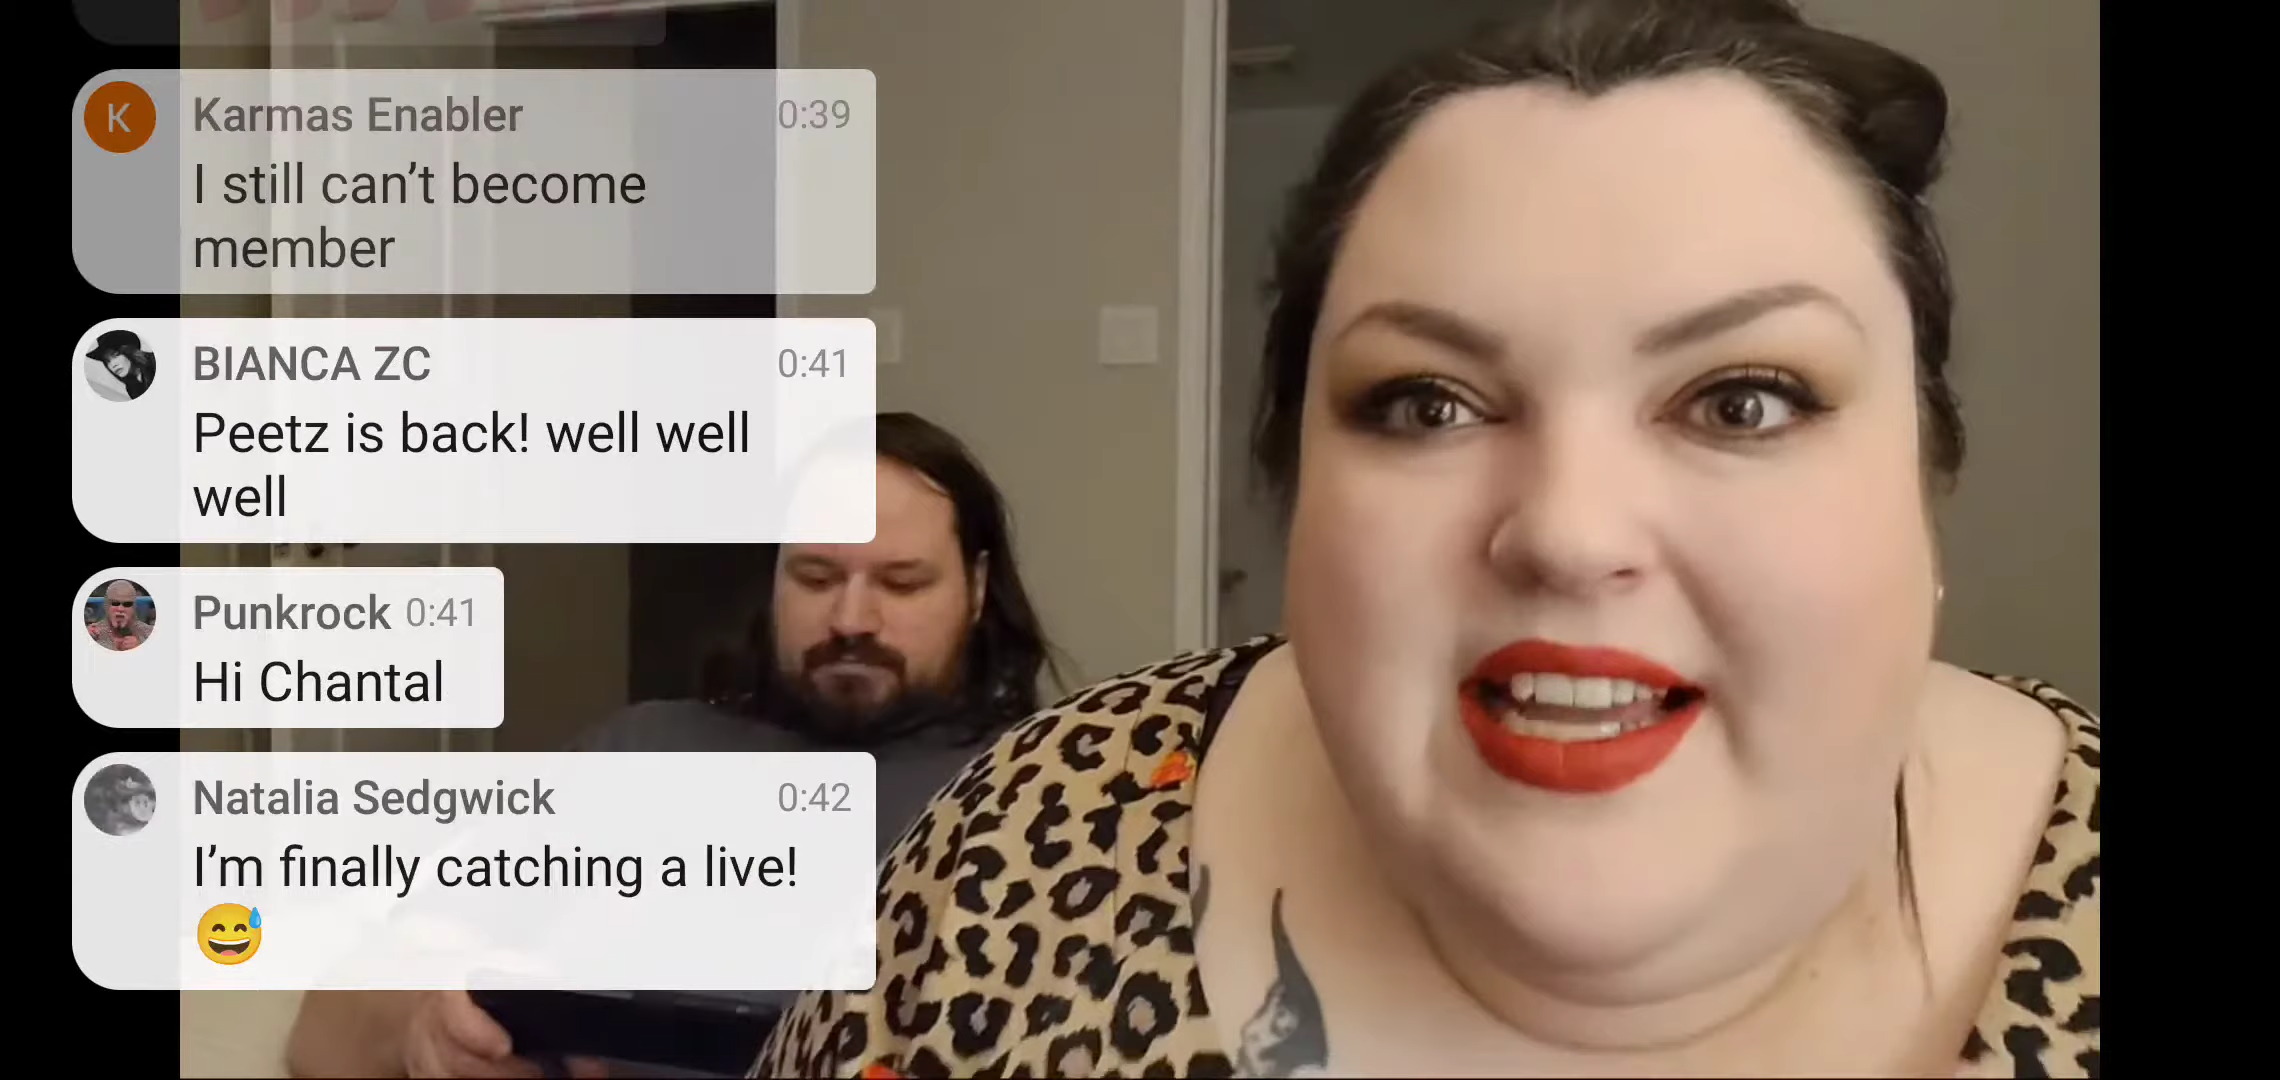 K
Karmas Enabler 0:39
I still can’t become
member
BIANCA ZC 0:41
Peetz is back! well well
well
Punkrock 0:41
Hi Chantal
Natalia Sedgwick 0:42
I’m finally catching a live!
😅